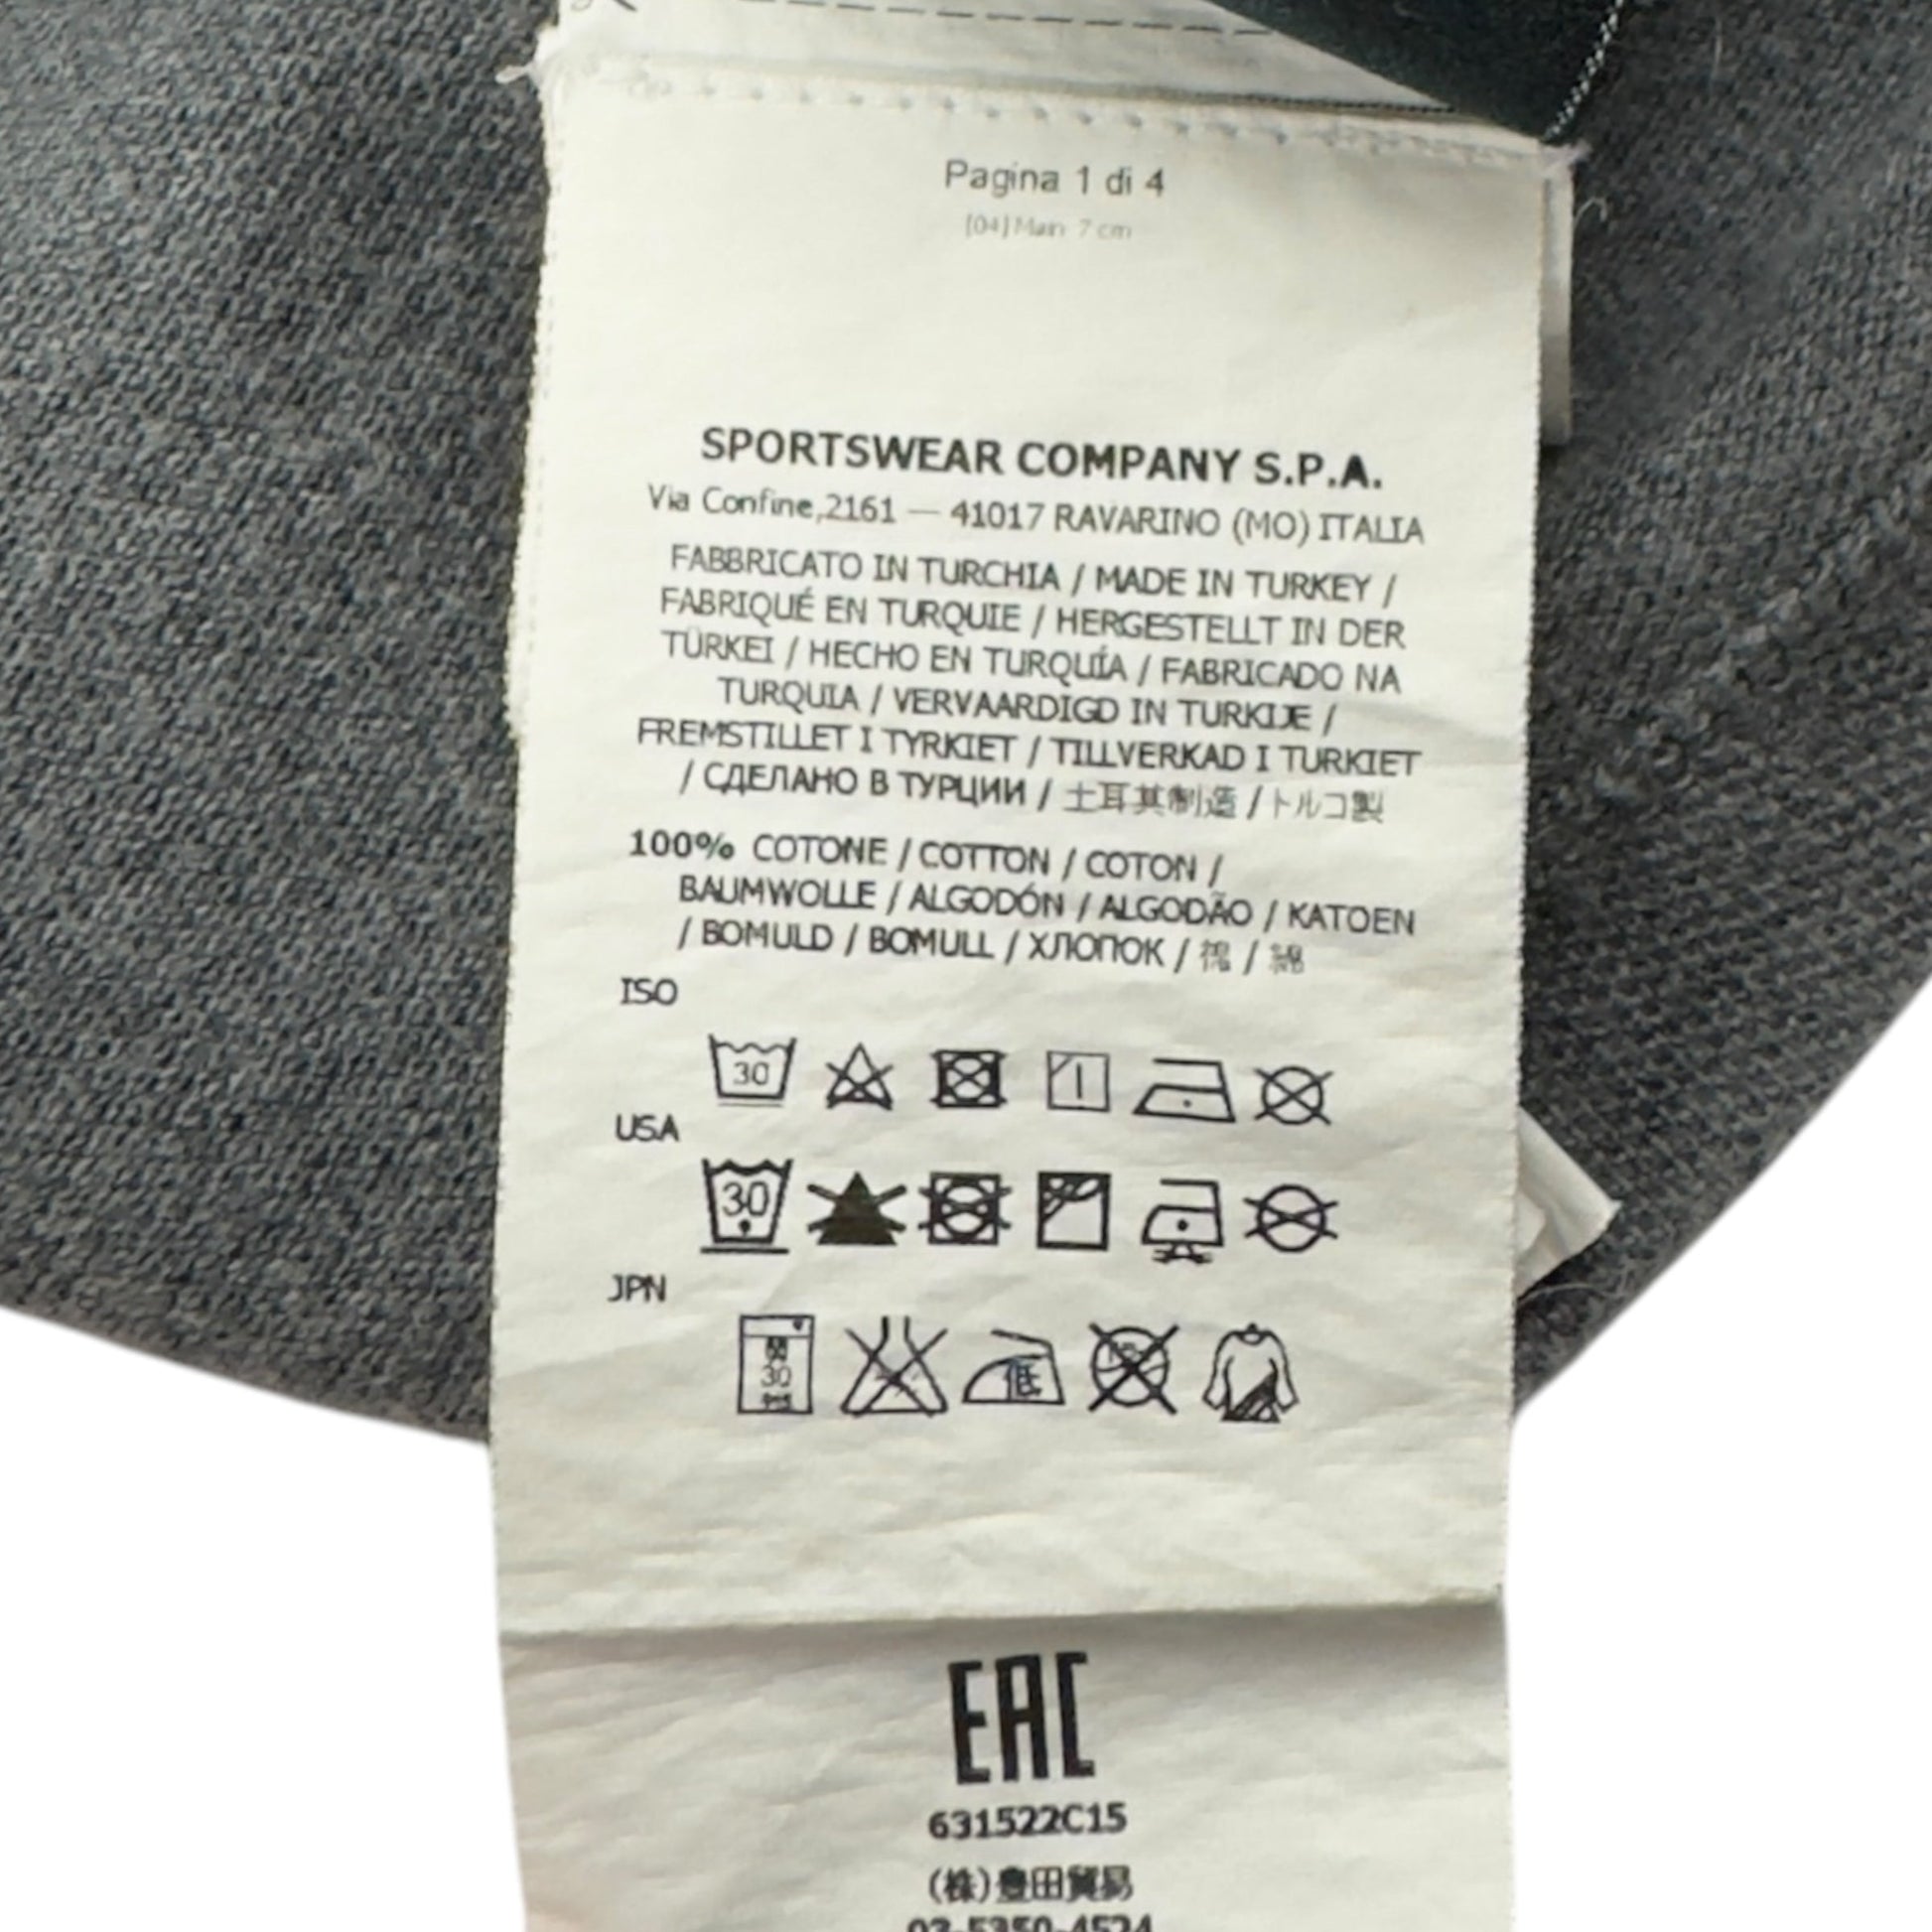 Pagina 1 di 4
[04] Main 7 cm
SPORTSWEAR COMPANY S.P.A.
Via Confine,2161 — 41017 RAVARINO (MO) ITALIA
FABBRICATO IN TURCHIA / MADE IN TURKEY /
FABRIQUÉ EN TURQUIE / HERGESTELLT IN DER
TÜRKEI / HECHO EN TURQUÍA / FABRICADO NA
TURQUIA / VERVAARDIGD IN TURKIJE /
FREMSTILLET I TYRKIET / TILLVERKAD I TURKIET
/ СДЕЛАНО В ТУРЦИИ / 土耳其制造 / トルコ製
100% COTONE / COTTON / COTON /
BAUMWOLLE / ALGODÓN / ALGODÃO / KATOEN
/ BOMULD / BOMULL / ХЛОПОК / 棉 / 綿
ISO
30
USA
30
JPN
30
低
EAC
631522C15
(株)豊田貿易
03-5350-4524